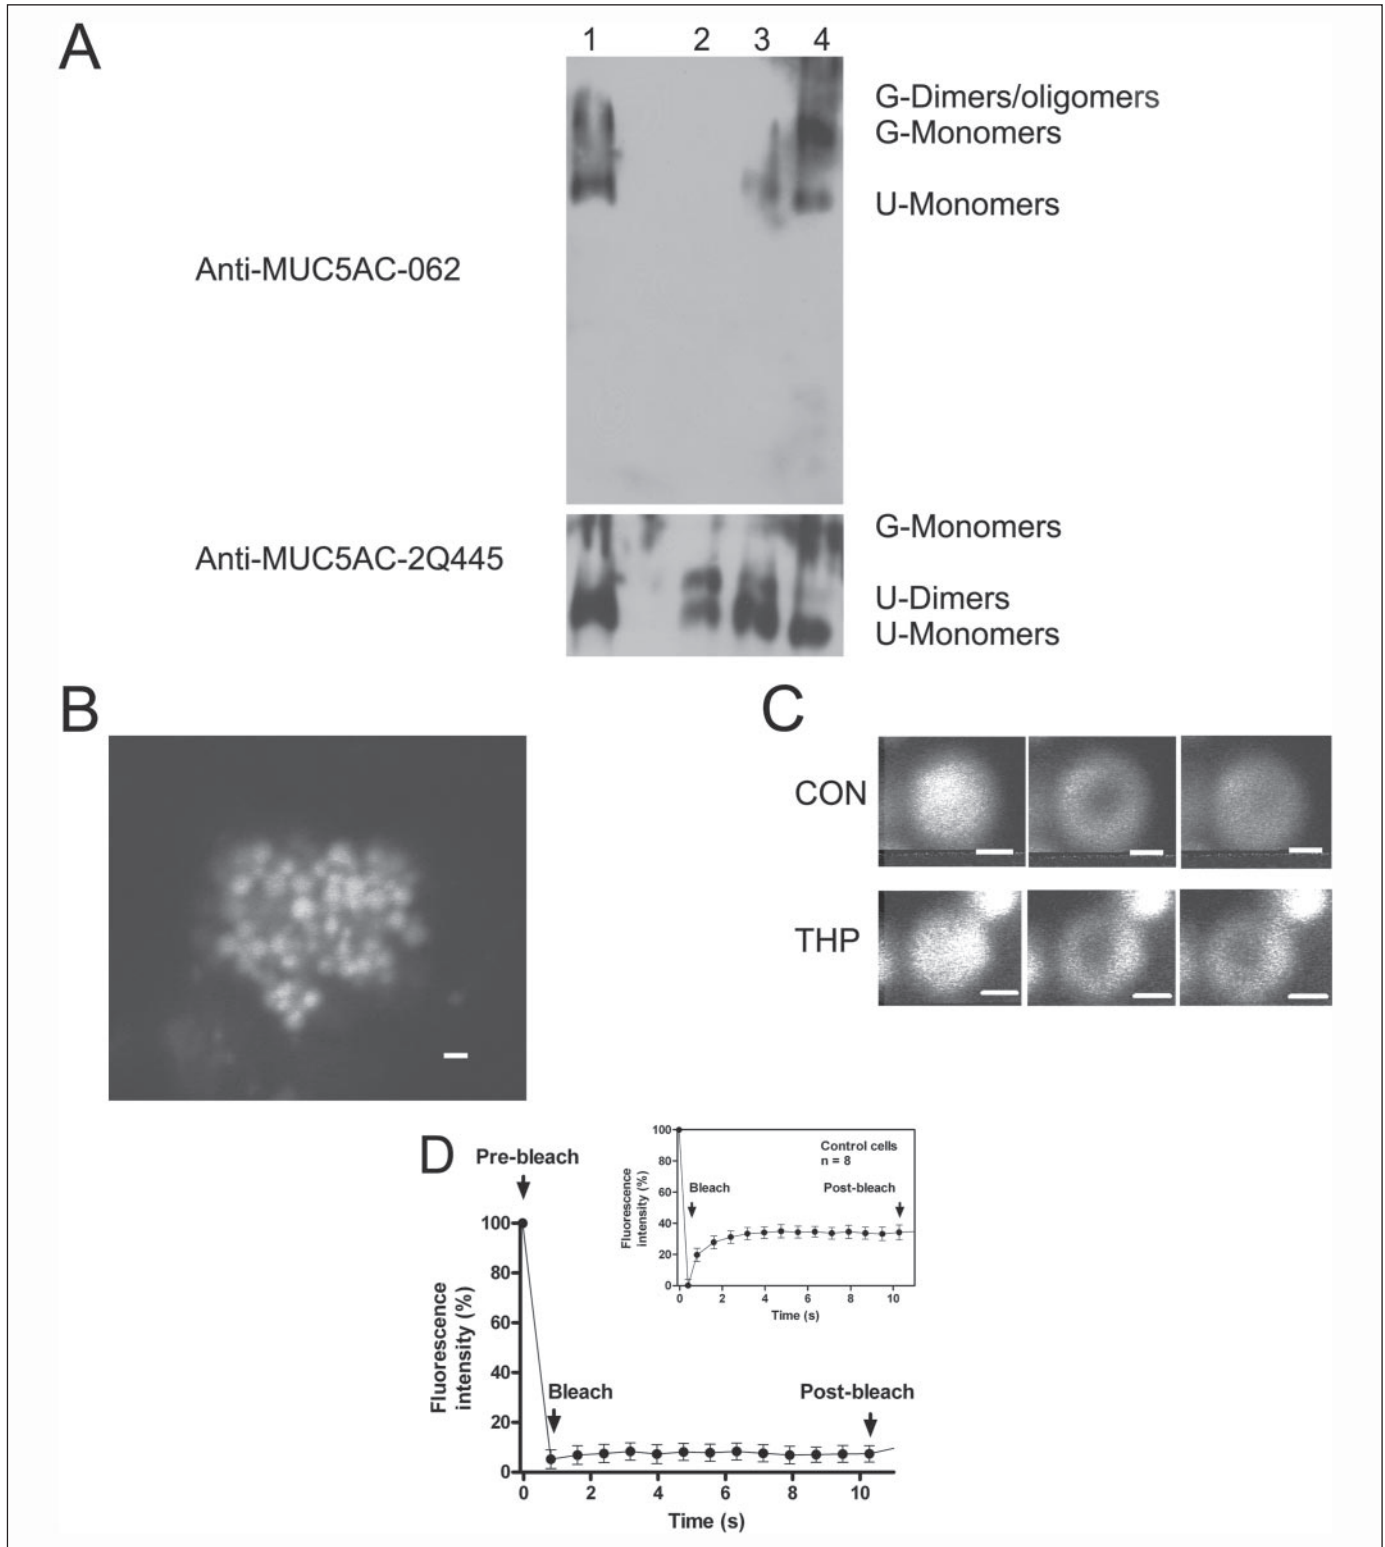 A
1 2 3 4
G-Dimers/oligomers
G-Monomers
U-Monomers
Anti-MUC5AC-062
G-Monomers
Anti-MUC5AC-2Q445
U-Dimers
U-Monomers
B
C
CON
THP
D
Pre-bleach
100
80
60
40
20
0
Fluorescence
intensity (%)
Bleach
Post-bleach
0 2 4 6 8 10
Time (s)
100
80
60
40
20
0
Fluorescence
intensity (%)
Control cells
n = 8
Bleach
Post-bleach
0 2 4 6 8 10
Time (s)